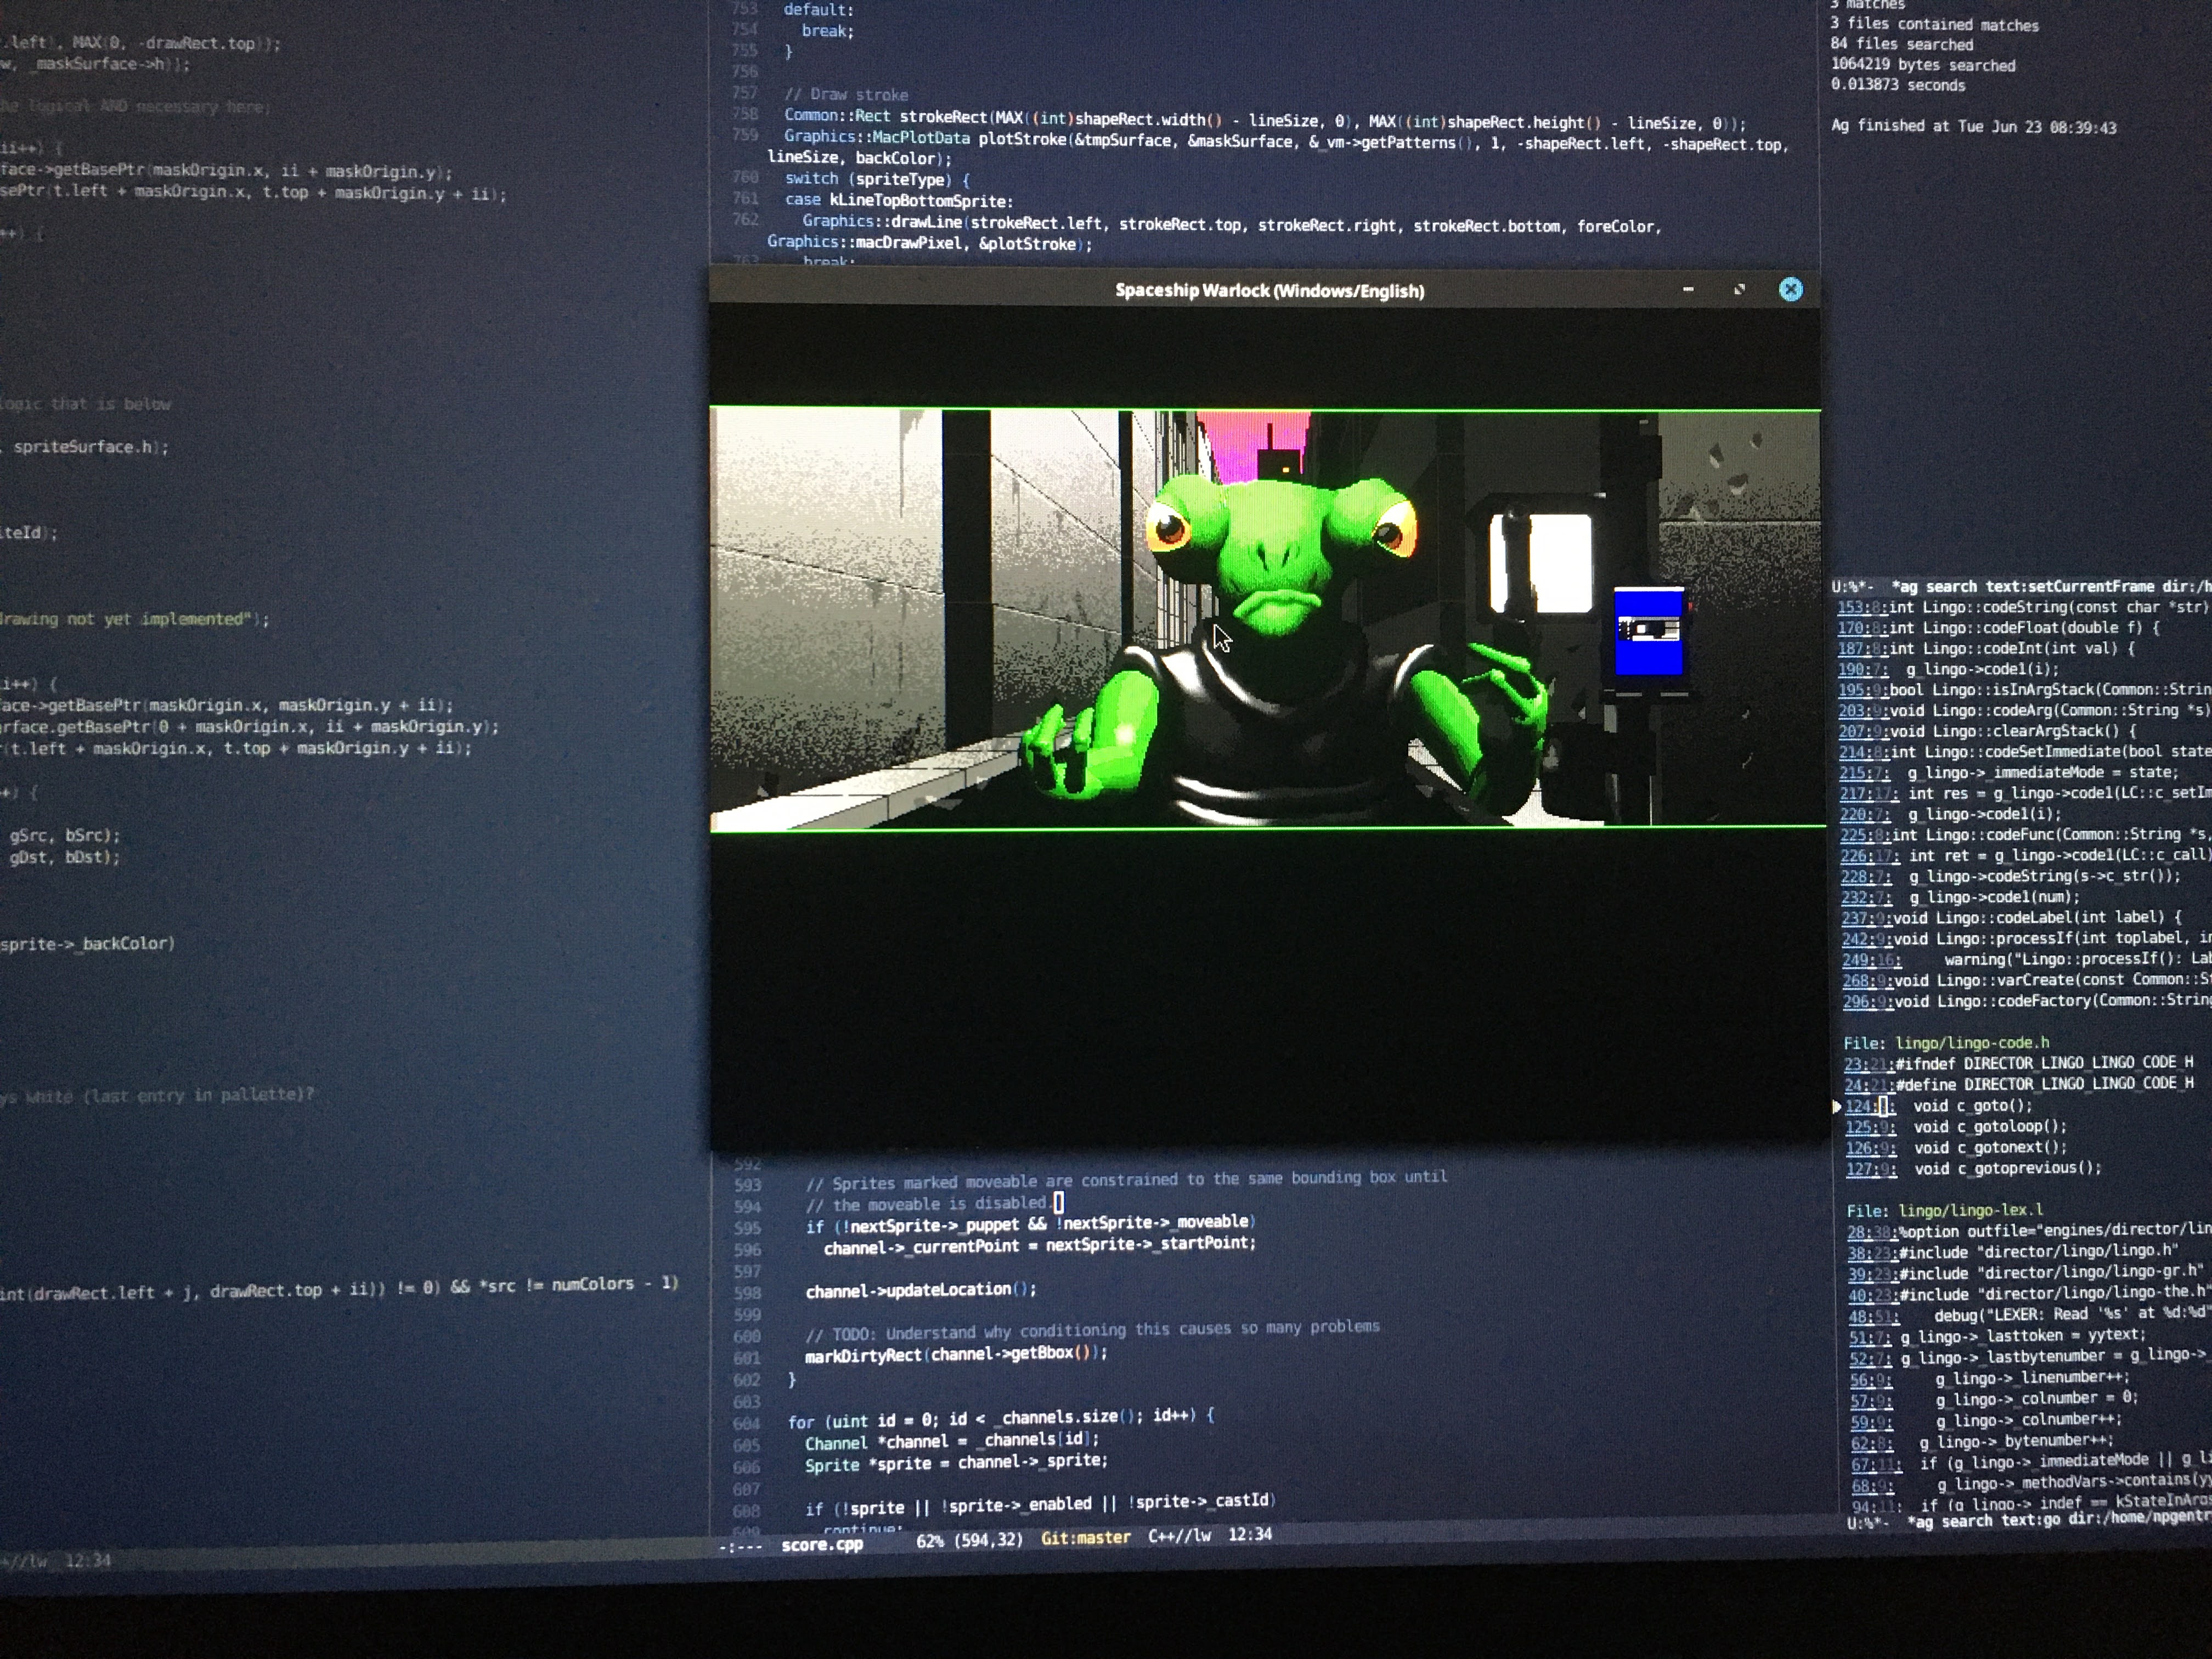 .left), MAX(0, -drawRect.top));
w, _maskSurface->h));
he logical AND necessary here;
ii++) {
face->getBasePtr(maskOrigin.x, ii + maskOrigin.y);
sePtr(t.left + maskOrigin.x, t.top + maskOrigin.y + ii);
++) {
logic that is below
, spriteSurface.h);
iteId);
drawing not yet implemented");
i++) {
ace->getBasePtr(maskOrigin.x, maskOrigin.y + ii);
rface.getBasePtr(0 + maskOrigin.x, ii + maskOrigin.y);
(t.left + maskOrigin.x, t.top + maskOrigin.y + ii);
+) {
gSrc, bSrc);
gDst, bDst);
sprite->_backColor)
ys white (last entry in pallette)?
int(drawRect.left + j, drawRect.top + ii)) != 0) && *src != numColors - 1)
+//lw 12:34
753 default:
754 break;
755 }
756
757 // Draw stroke
758 Common::Rect strokeRect(MAX((int)shapeRect.width() - lineSize, 0), MAX((int)shapeRect.height() - lineSize, 0));
759 Graphics::MacPlotData plotStroke(&tmpSurface, &maskSurface, &_vm->getPatterns(), 1, -shapeRect.left, -shapeRect.top,
lineSize, backColor);
760 switch (spriteType) {
761 case kLineTopBottomSprite:
762 Graphics::drawLine(strokeRect.left, strokeRect.top, strokeRect.right, strokeRect.bottom, foreColor,
Graphics::macDrawPixel, &plotStroke);
763 break;
Spaceship Warlock (Windows/English)
592
593 // Sprites marked moveable are constrained to the same bounding box until
594 // the moveable is disabled.
595 if (!nextSprite->_puppet && !nextSprite->_moveable)
596 channel->_currentPoint = nextSprite->_startPoint;
597
598 channel->updateLocation();
599
600 // TODO: Understand why conditioning this causes so many problems
601 markDirtyRect(channel->getBbox());
602 }
603
604 for (uint id = 0; id < _channels.size(); id++) {
605 Channel *channel = _channels[id];
606 Sprite *sprite = channel->_sprite;
607
608 if (!sprite || !sprite->_enabled || !sprite->_castId)
609 continue;
-:--- score.cpp 62% (594,32) Git:master C++//lw 12:34
3 matches
3 files contained matches
84 files searched
1064219 bytes searched
0.013873 seconds
Ag finished at Tue Jun 23 08:39:43
U:%*- *ag search text:setCurrentFrame dir:/h
153:8:int Lingo::codeString(const char *str)
170:8:int Lingo::codeFloat(double f) {
187:8:int Lingo::codeInt(int val) {
190:7: g_lingo->code1(i);
195:9:bool Lingo::isInArgStack(Common::Strin
203:9:void Lingo::codeArg(Common::String *s)
207:9:void Lingo::clearArgStack() {
214:8:int Lingo::codeSetImmediate(bool state
215:7: g_lingo->_immediateMode = state;
217:17: int res = g_lingo->code1(LC::c_setIm
220:7: g_lingo->code1(i);
225:8:int Lingo::codeFunc(Common::String *s,
226:17: int ret = g_lingo->code1(LC::c_call)
228:7: g_lingo->codeString(s->c_str());
232:7: g_lingo->code1(num);
237:9:void Lingo::codeLabel(int label) {
242:9:void Lingo::processIf(int toplabel, in
249:16: warning("Lingo::processIf(): Lab
268:9:void Lingo::varCreate(const Common::St
296:9:void Lingo::codeFactory(Common::String
File: lingo/lingo-code.h
23:21:#ifndef DIRECTOR_LINGO_LINGO_CODE_H
24:21:#define DIRECTOR_LINGO_LINGO_CODE_H
124: : void c_goto();
125:9: void c_gotoloop();
126:9: void c_gotonext();
127:9: void c_gotoprevious();
File: lingo/lingo-lex.l
28:38:%option outfile="engines/director/lin
38:23:#include "director/lingo/lingo.h"
39:23:#include "director/lingo/lingo-gr.h"
40:23:#include "director/lingo/lingo-the.h"
48:51: debug("LEXER: Read '%s' at %d:%d"
51:7: g_lingo->_lasttoken = yytext;
52:7: g_lingo->_lastbytenumber = g_lingo->_
56:9: g_lingo->_linenumber++;
57:9: g_lingo->_colnumber = 0;
59:9: g_lingo->_colnumber++;
62:8: g_lingo->_bytenumber++;
67:11: if (g_lingo->_immediateMode || g_li
68:9: g_lingo->_methodVars->contains(yy
94:11: if (g_lingo->_indef == kStateInArgs
U:%*- *ag search text:go dir:/home/npgentr